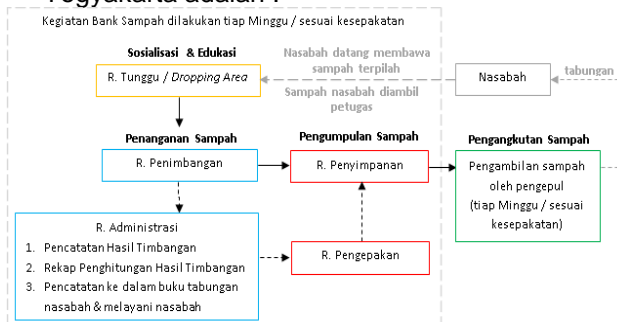 Yogyakarta adalah :
Kegiatan Bank Sampah dilakukan tiap Minggu / sesuai kesepakatan
Sosialisasi & Edukasi
R. Tunggu / Dropping Area
Nasabah datang membawa
sampah terpilah
Sampah nasabah diambil
petugas
Nasabah
tabungan
Penanganan Sampah
R. Penimbangan
Pengumpulan Sampah
R. Penyimpanan
Pengangkutan Sampah
Pengambilan sampah
oleh pengepul
(tiap Minggu / sesuai
kesepakatan)
R. Administrasi
1. Pencatatan Hasil Timbangan
2. Rekap Penghitungan Hasil Timbangan
3. Pencatatan ke dalam buku tabungan
nasabah & melayani nasabah
R. Pengepakan